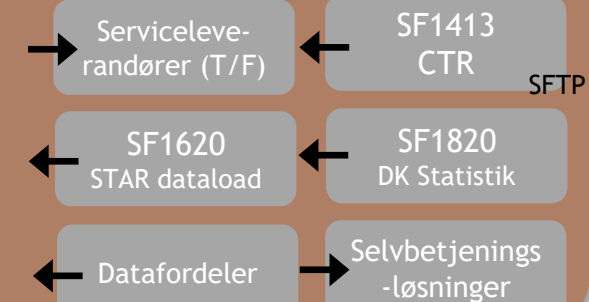 Serviceleve-
randører (T/F)
SF1413
CTR
SFTP
SF1620
STAR dataload
SF1820
DK Statistik
Datafordeler
Selvbetjenings
-løsninger